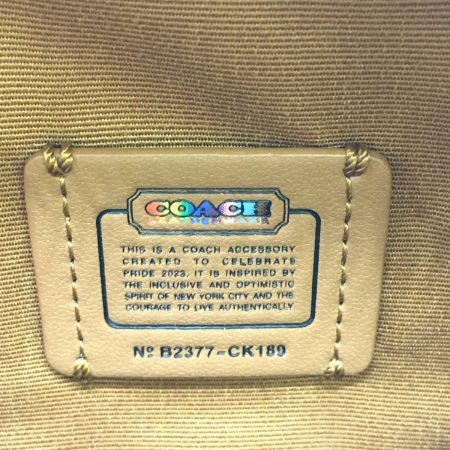 COACH
THIS IS A COACH ACCESSORY
CREATED TO CELEBRATE
PRIDE 2023. IT IS INSPIRED BY
THE INCLUSIVE AND OPTIMISTIC
SPIRIT OF NEW YORK CITY AND THE
COURAGE TO LIVE AUTHENTICALLY
Nº B2377-CK189